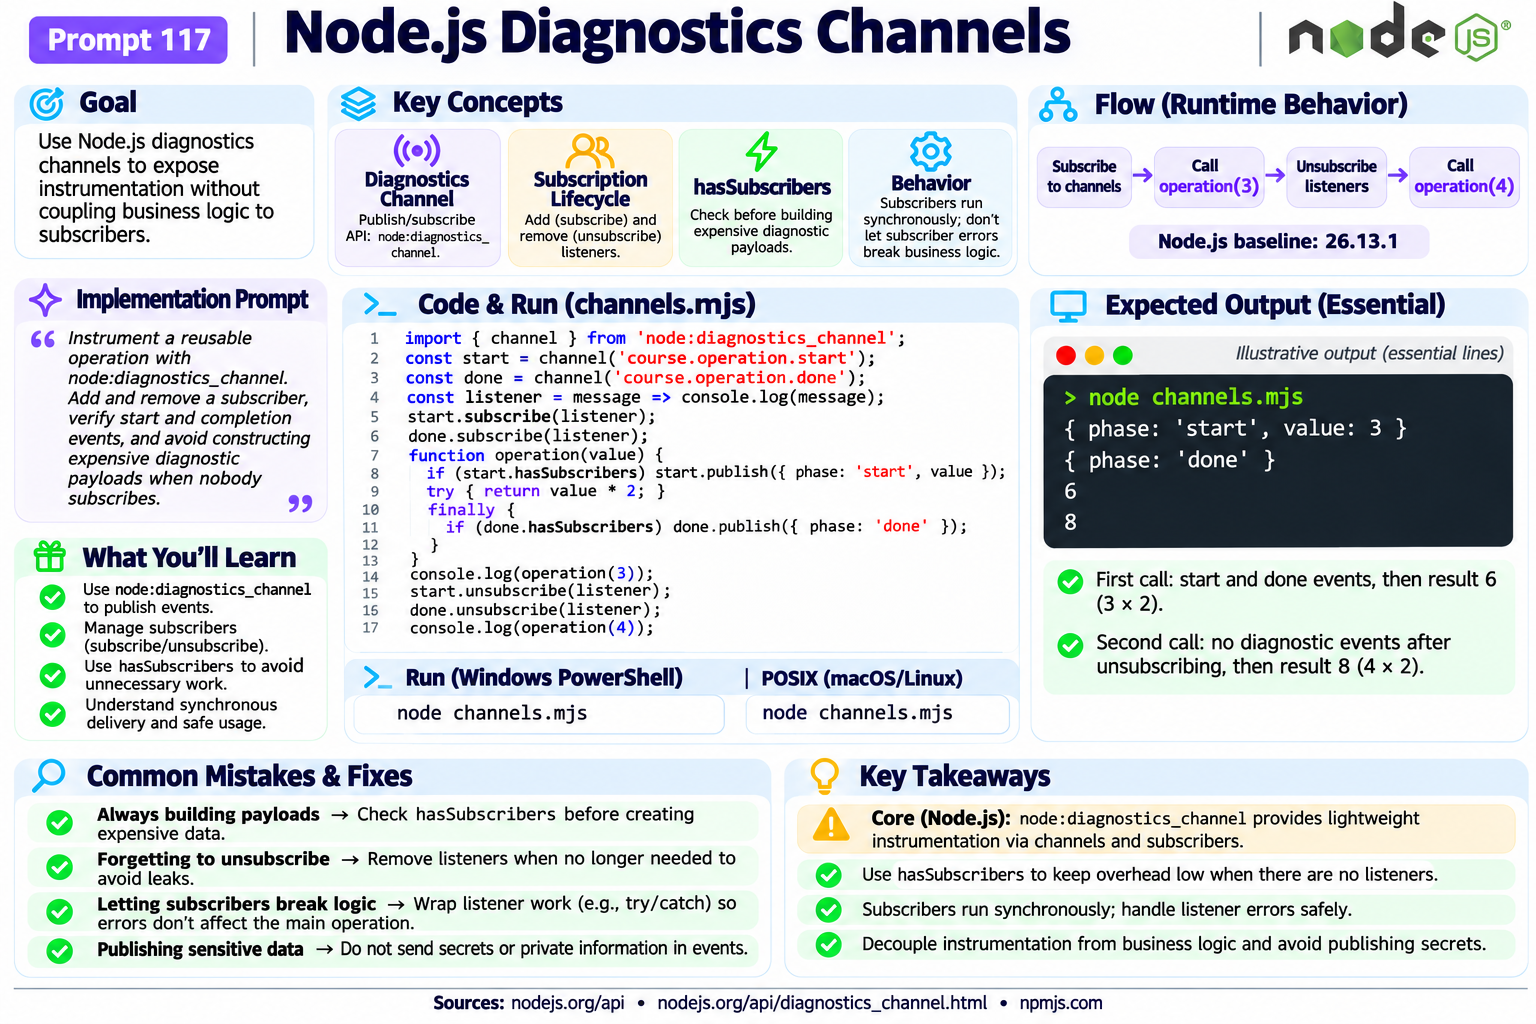 Prompt 117
Node.js Diagnostics Channels
node JS ®
Goal
Use Node.js diagnostics
channels to expose
instrumentation without
coupling business logic to
subscribers.
Key Concepts
Diagnostics
Channel
Publish/subscribe
API: node:diagnostics_
channel.
Subscription
Lifecycle
Add (subscribe) and
remove (unsubscribe)
listeners.
hasSubscribers
Check before building
expensive diagnostic
payloads.
Behavior
Subscribers run
synchronously; don't
let subscriber errors
break business logic.
Flow (Runtime Behavior)
Subscribe
to channels
→
Call
operation(3)
→
Unsubscribe
listeners
→
Call
operation(4)
Node.js baseline: 26.13.1
Implementation Prompt
“ Instrument a reusable
operation with
node:diagnostics_channel.
Add and remove a subscriber,
verify start and completion
events, and avoid constructing
expensive diagnostic
payloads when nobody
subscribes. ”
What You’ll Learn
Use node:diagnostics_channel
to publish events.
Manage subscribers
(subscribe/unsubscribe).
Use hasSubscribers to avoid
unnecessary work.
Understand synchronous
delivery and safe usage.
>_ Code & Run (channels.mjs)
1 import { channel } from 'node:diagnostics_channel';
2 const start = channel('course.operation.start');
3 const done = channel('course.operation.done');
4 const listener = message => console.log(message);
5 start.subscribe(listener);
6 done.subscribe(listener);
7 function operation(value) {
8 if (start.hasSubscribers) start.publish({ phase: 'start', value });
9 try { return value * 2; }
10 finally {
11 if (done.hasSubscribers) done.publish({ phase: 'done' });
12 }
13 }
14 console.log(operation(3));
15 start.unsubscribe(listener);
16 done.unsubscribe(listener);
17 console.log(operation(4));
>_ Run (Windows PowerShell) | POSIX (macOS/Linux)
node channels.mjs
node channels.mjs
Expected Output (Essential)
Illustrative output (essential lines)
> node channels.mjs
{ phase: 'start', value: 3 }
{ phase: 'done' }
6
8
First call: start and done events, then result 6
(3 × 2).
Second call: no diagnostic events after
unsubscribing, then result 8 (4 × 2).
Common Mistakes & Fixes
Always building payloads → Check hasSubscribers before creating
expensive data.
Forgetting to unsubscribe → Remove listeners when no longer needed to
avoid leaks.
Letting subscribers break logic → Wrap listener work (e.g., try/catch) so
errors don't affect the main operation.
Publishing sensitive data → Do not send secrets or private information in events.
Key Takeaways
Core (Node.js): node:diagnostics_channel provides lightweight
instrumentation via channels and subscribers.
Use hasSubscribers to keep overhead low when there are no listeners.
Subscribers run synchronously; handle listener errors safely.
Decouple instrumentation from business logic and avoid publishing secrets.
Sources: nodejs.org/api • nodejs.org/api/diagnostics_channel.html • npmjs.com